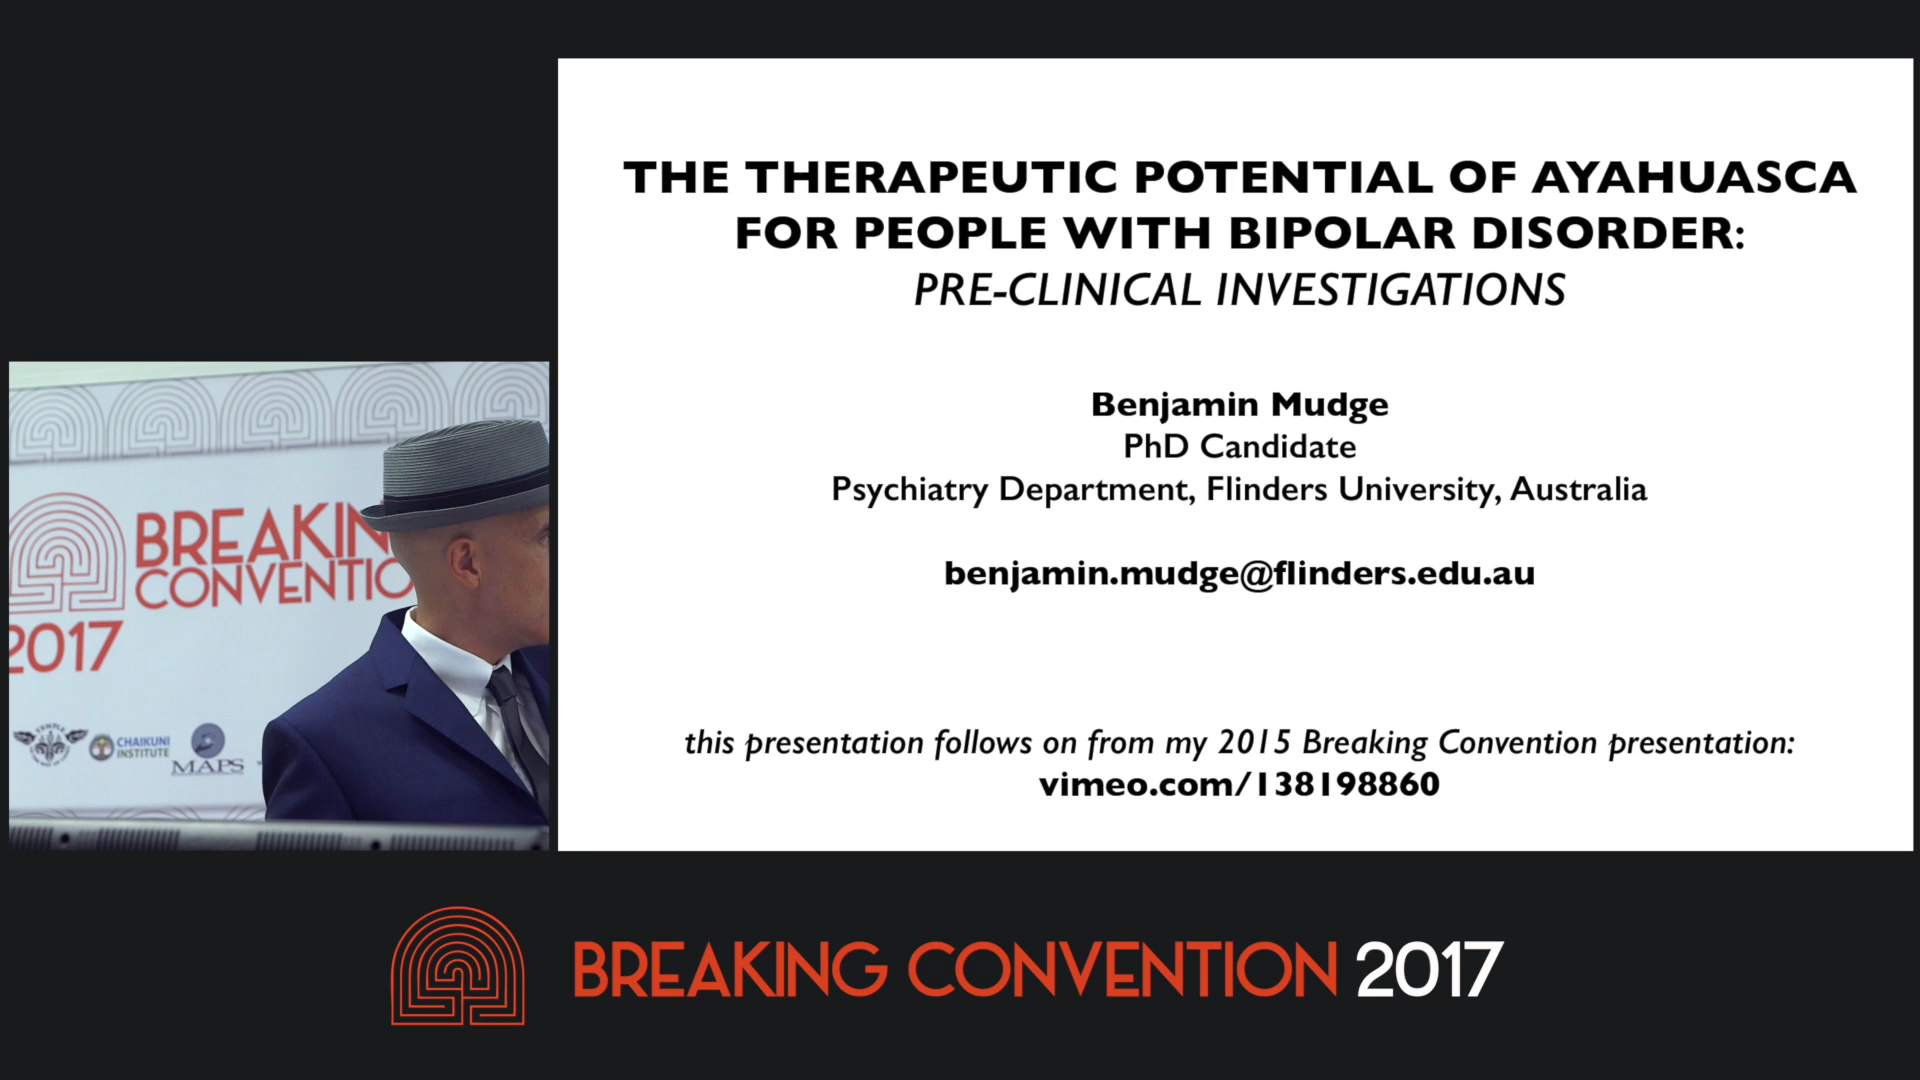 THE THERAPEUTIC POTENTIAL OF AYAHUASCA
FOR PEOPLE WITH BIPOLAR DISORDER:
PRE-CLINICAL INVESTIGATIONS
Benjamin Mudge
PhD Candidate
Psychiatry Department, Flinders University, Australia
benjamin.mudge@flinders.edu.au
this presentation follows on from my 2015 Breaking Convention presentation:
vimeo.com/138198860
BREAKIN
CONVENTIO
2017
CHAIKUNI
INSTITUTE
MAPS
BREAKING CONVENTION 2017